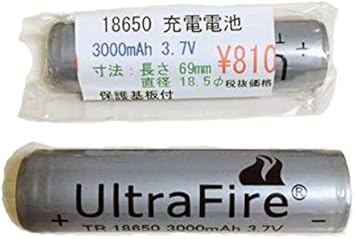 18650 充電電池
3000mAh 3.7V
¥810
寸法：長さ 69mm
直径 18.5φ
税抜価格
保護基板付
UltraFire®
TR 18650 3000mAh 3.7V